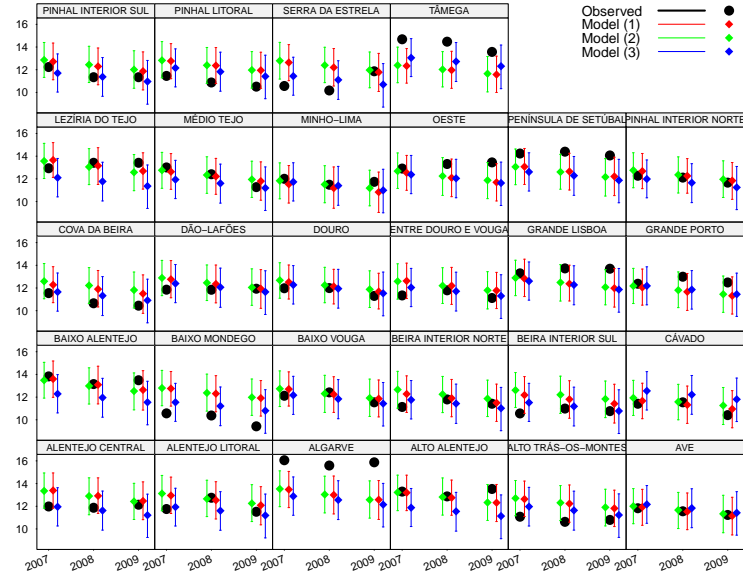 PINHAL INTERIOR SUL PINHAL LITORAL SERRA DA ESTRELA TÂMEGA
Observed
Model (1)
Model (2)
Model (3)
16
14
12
10
LEZÍRIA DO TEJO MÉDIO TEJO MINHO−LIMA OESTE PENÍNSULA DE SETÚBAL PINHAL INTERIOR NORTE
16
14
12
10
COVA DA BEIRA DÃO−LAFÕES DOURO ENTRE DOURO E VOUGA GRANDE LISBOA GRANDE PORTO
16
14
12
10
BAIXO ALENTEJO BAIXO MONDEGO BAIXO VOUGA BEIRA INTERIOR NORTE BEIRA INTERIOR SUL CÁVADO
16
14
12
10
ALENTEJO CENTRAL ALENTEJO LITORAL ALGARVE ALTO ALENTEJO ALTO TRÁS−OS−MONTES AVE
16
14
12
10
2007 2008 2009 2007 2008 2009 2007 2008 2009 2007 2008 2009 2007 2008 2009 2007 2008 2009